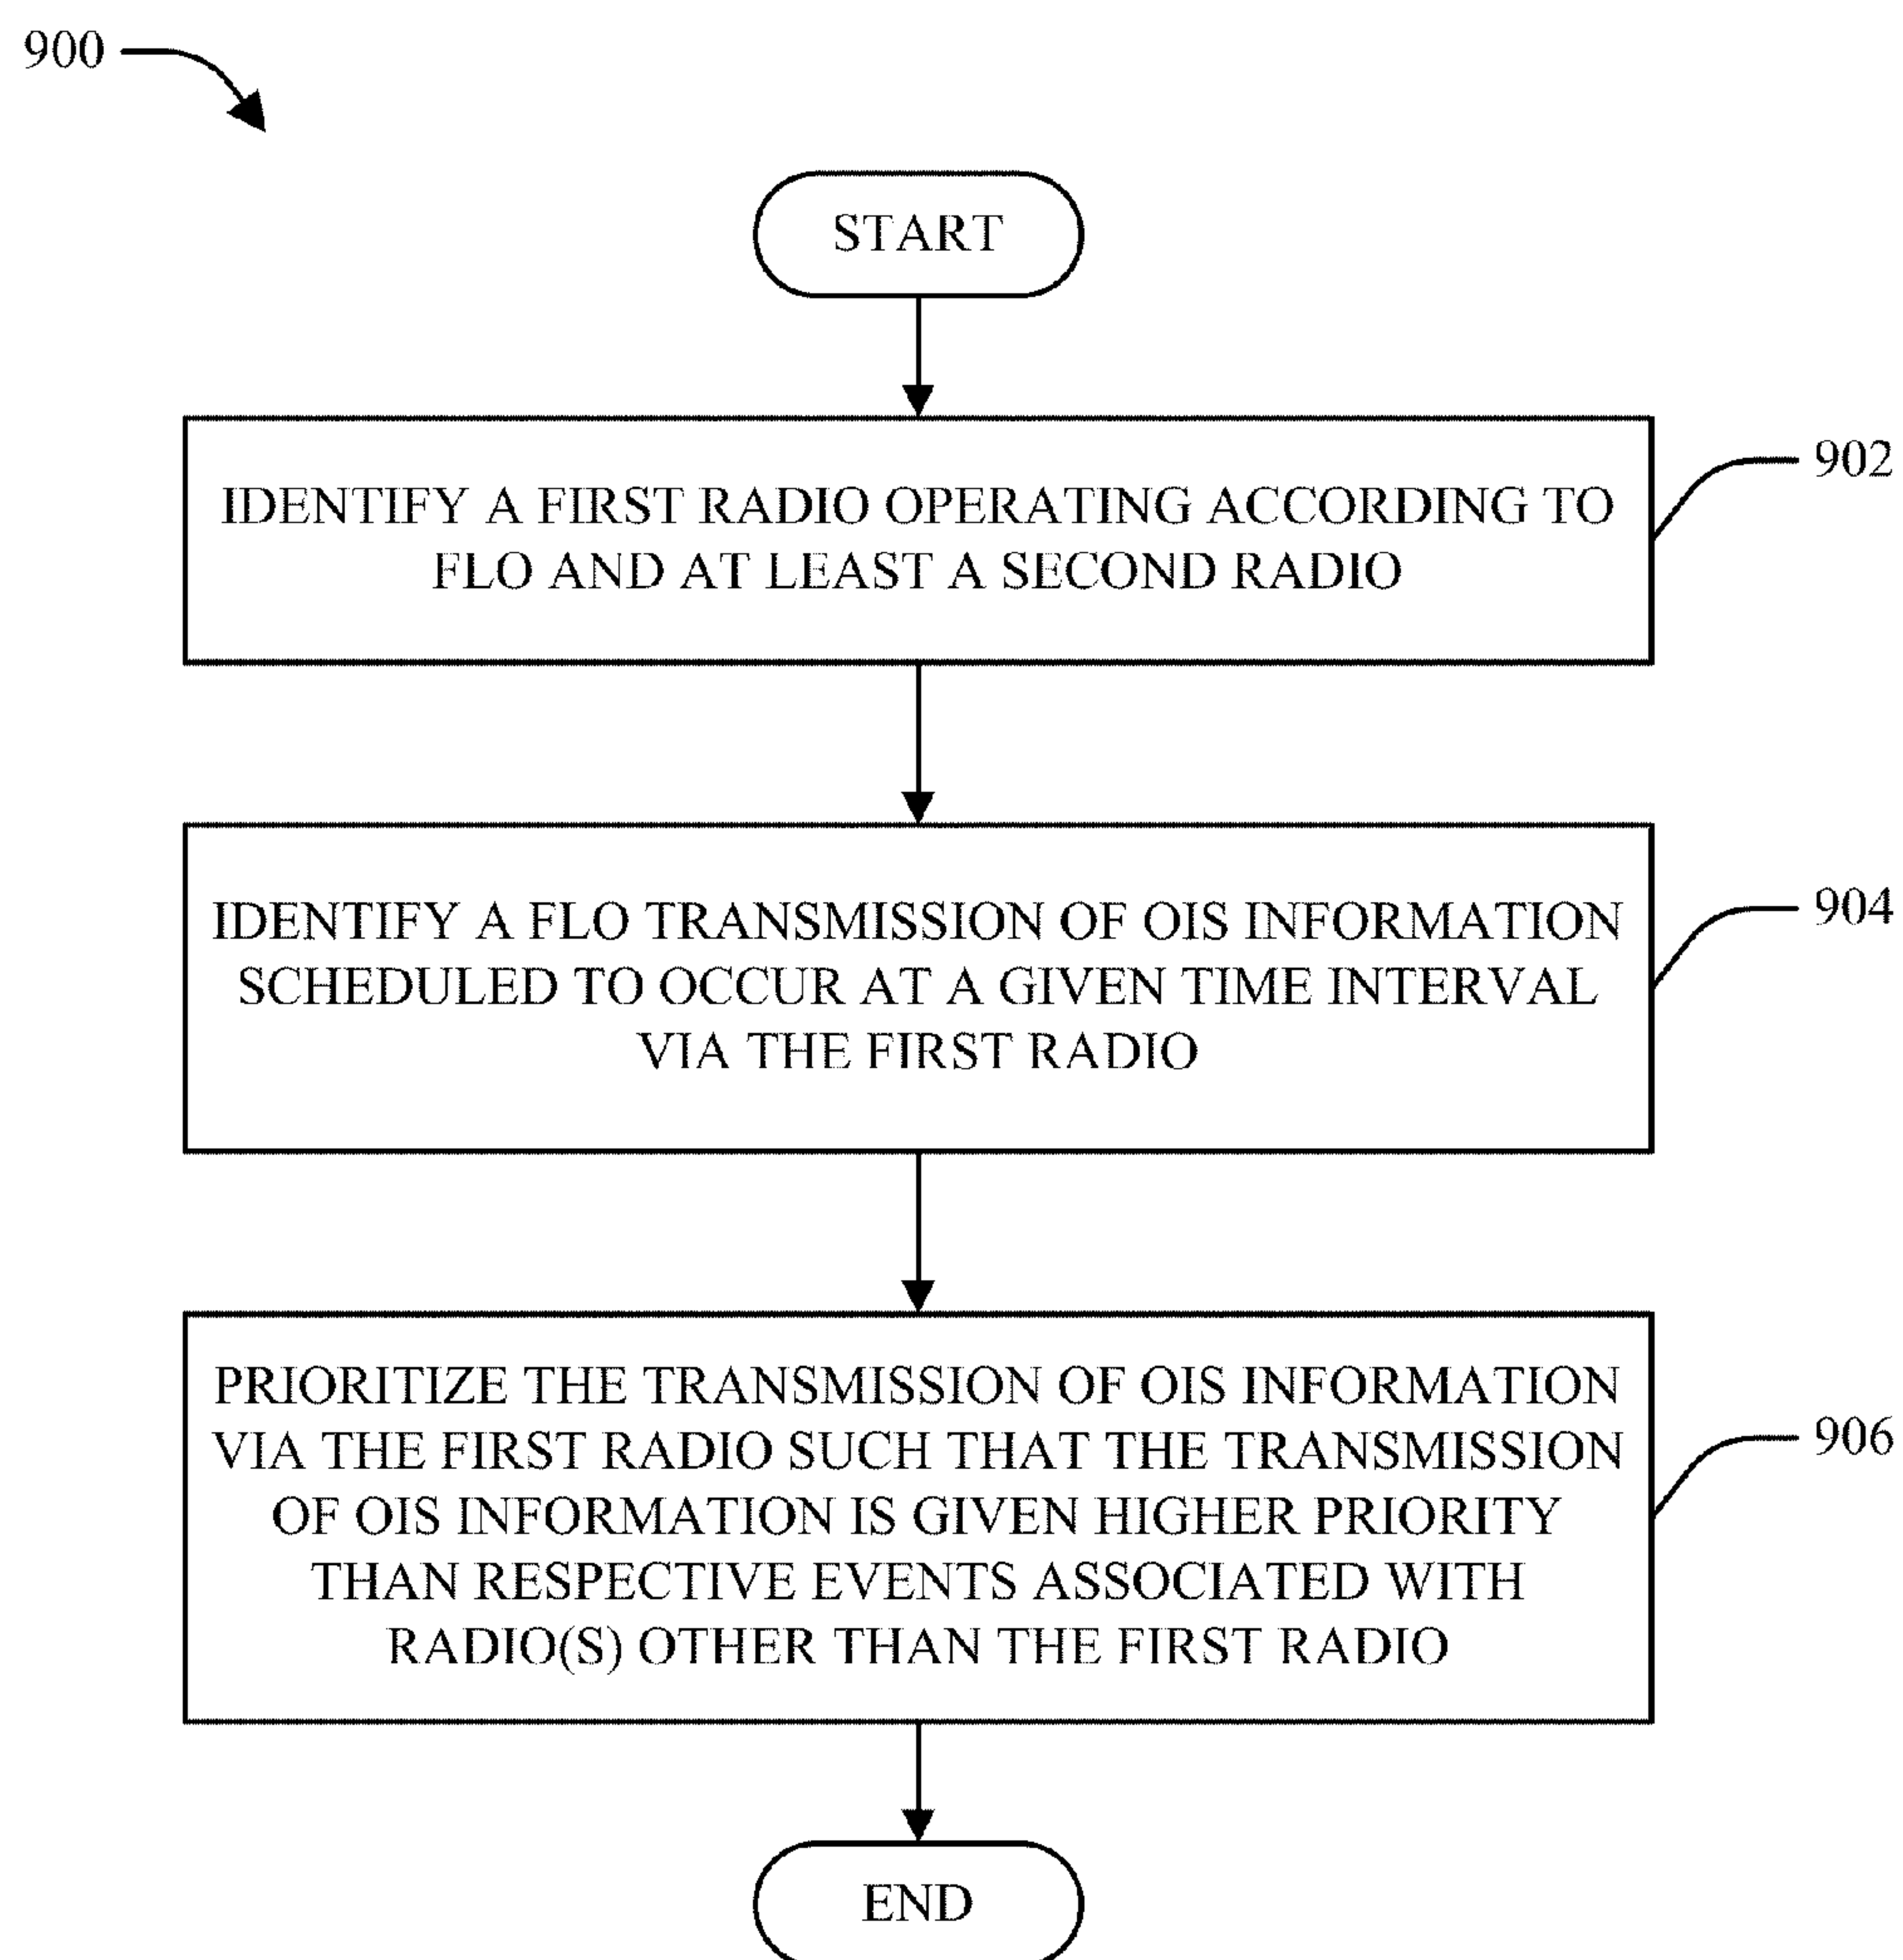 900
START
IDENTIFY A FIRST RADIO OPERATING ACCORDING TO
FLO AND AT LEAST A SECOND RADIO
902
IDENTIFY A FLO TRANSMISSION OF OIS INFORMATION
SCHEDULED TO OCCUR AT A GIVEN TIME INTERVAL
VIA THE FIRST RADIO
904
PRIORITIZE THE TRANSMISSION OF OIS INFORMATION
VIA THE FIRST RADIO SUCH THAT THE TRANSMISSION
OF OIS INFORMATION IS GIVEN HIGHER PRIORITY
THAN RESPECTIVE EVENTS ASSOCIATED WITH
RADIO(S) OTHER THAN THE FIRST RADIO
906
END